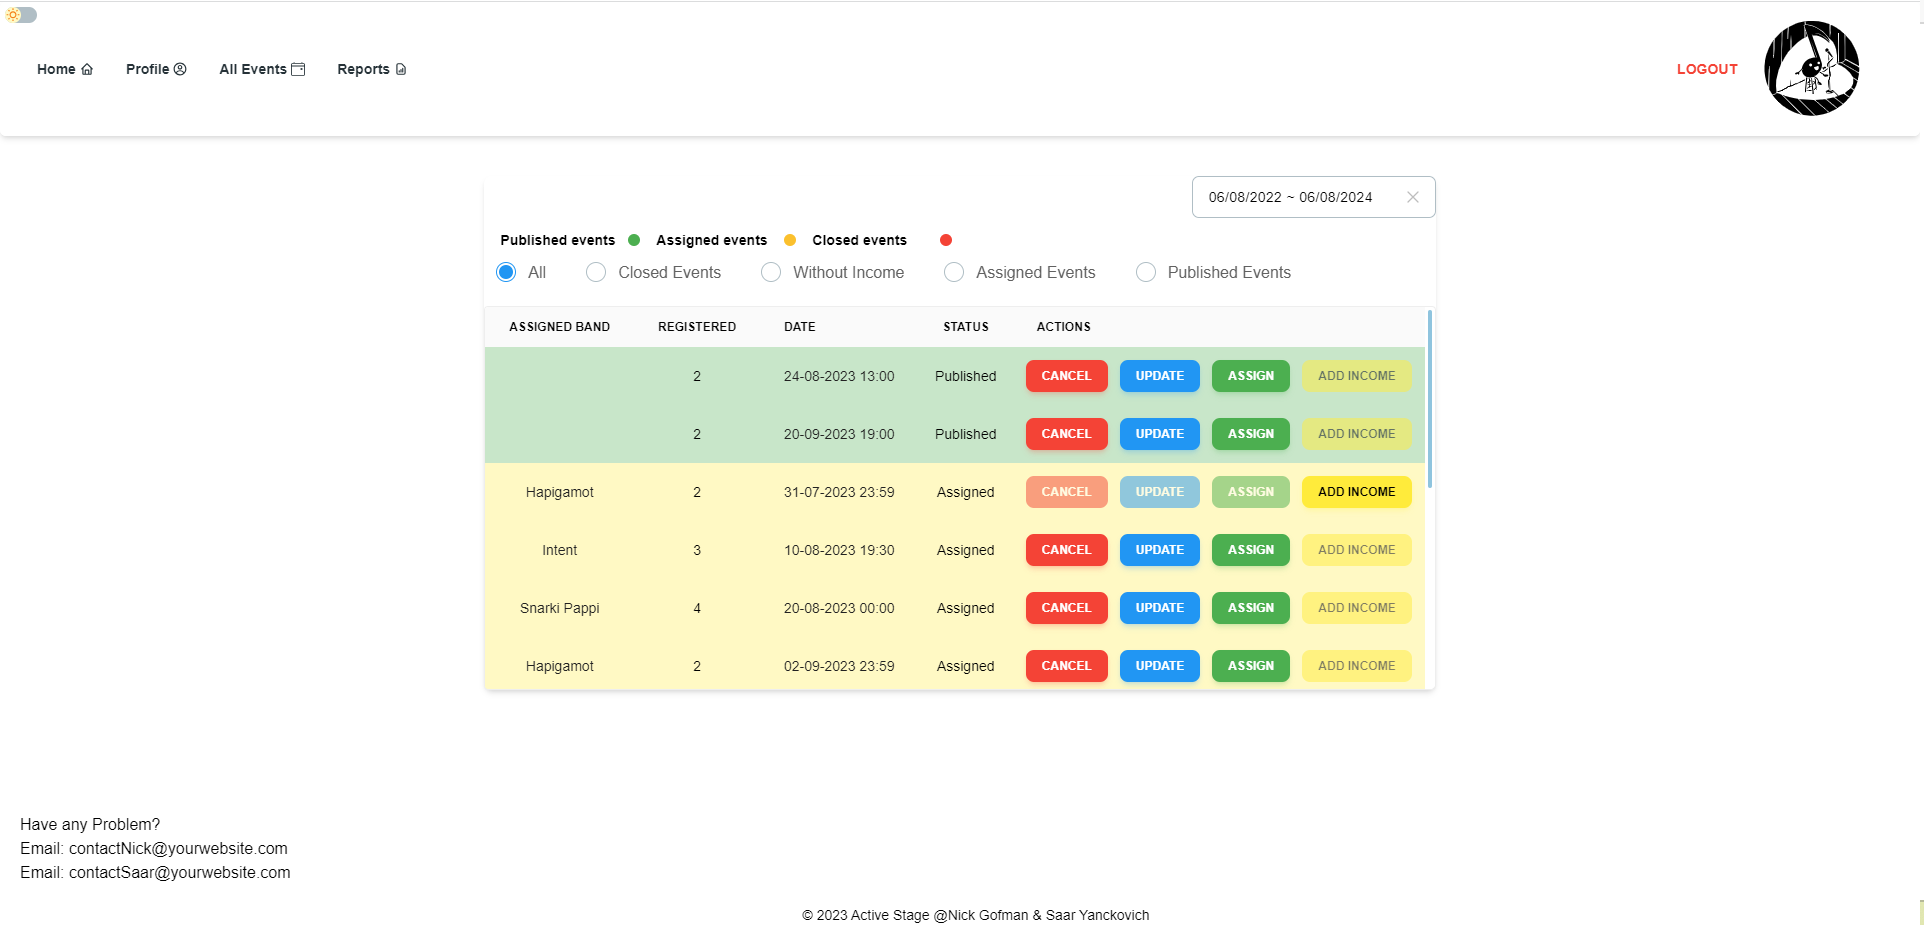 Home Profile All Events Reports LOGOUT
06/08/2022 ~ 06/08/2024
Published events Assigned events Closed events
All Closed Events Without Income Assigned Events Published Events
ASSIGNED BAND REGISTERED DATE STATUS ACTIONS
2 24-08-2023 13:00 Published CANCEL UPDATE ASSIGN ADD INCOME
2 20-09-2023 19:00 Published CANCEL UPDATE ASSIGN ADD INCOME
Hapigamot 2 31-07-2023 23:59 Assigned CANCEL UPDATE ASSIGN ADD INCOME
Intent 3 10-08-2023 19:30 Assigned CANCEL UPDATE ASSIGN ADD INCOME
Snarki Pappi 4 20-08-2023 00:00 Assigned CANCEL UPDATE ASSIGN ADD INCOME
Hapigamot 2 02-09-2023 23:59 Assigned CANCEL UPDATE ASSIGN ADD INCOME
Have any Problem?
Email: contactNick@yourwebsite.com
Email: contactSaar@yourwebsite.com
© 2023 Active Stage @Nick Gofman & Saar Yanckovich